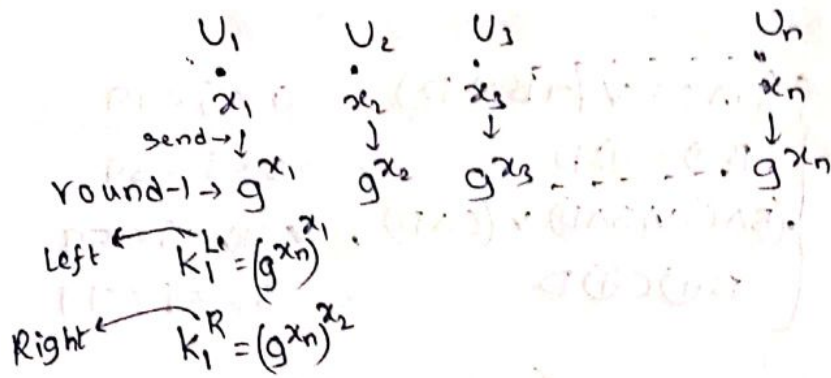 U₁ U₂ U₃ Uₙ
x₁ x₂ x₃ xₙ
send→ ↓ ↓ ↓ ↓
round-1→ g^x₁ g^x₂ g^x₃ - - - - - - g^xₙ
Left ← K₁^Le = (g^xₙ)^x₁
Right ← K₁^R = (g^xₙ)^x₂